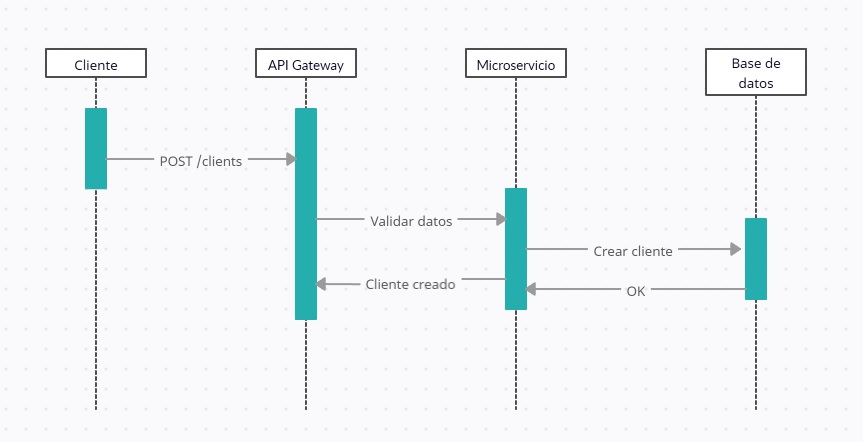 Cliente
API Gateway
Microservicio
Base de
datos
POST /clients
Validar datos
Crear cliente
Cliente creado
OK